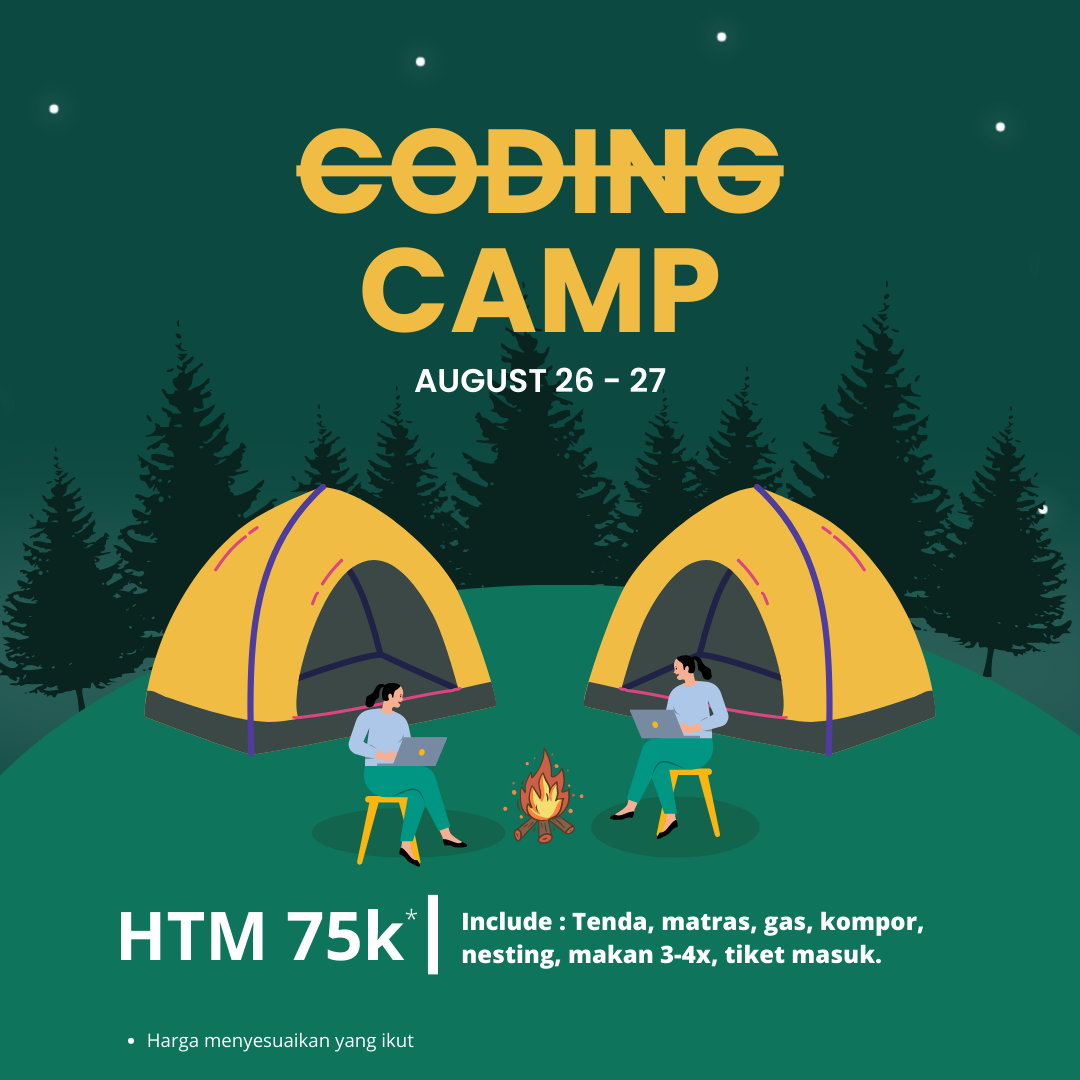 CODING
CAMP
AUGUST 26 - 27
HTM 75k*
Include : Tenda, matras, gas, kompor,
nesting, makan 3-4x, tiket masuk.
• Harga menyesuaikan yang ikut